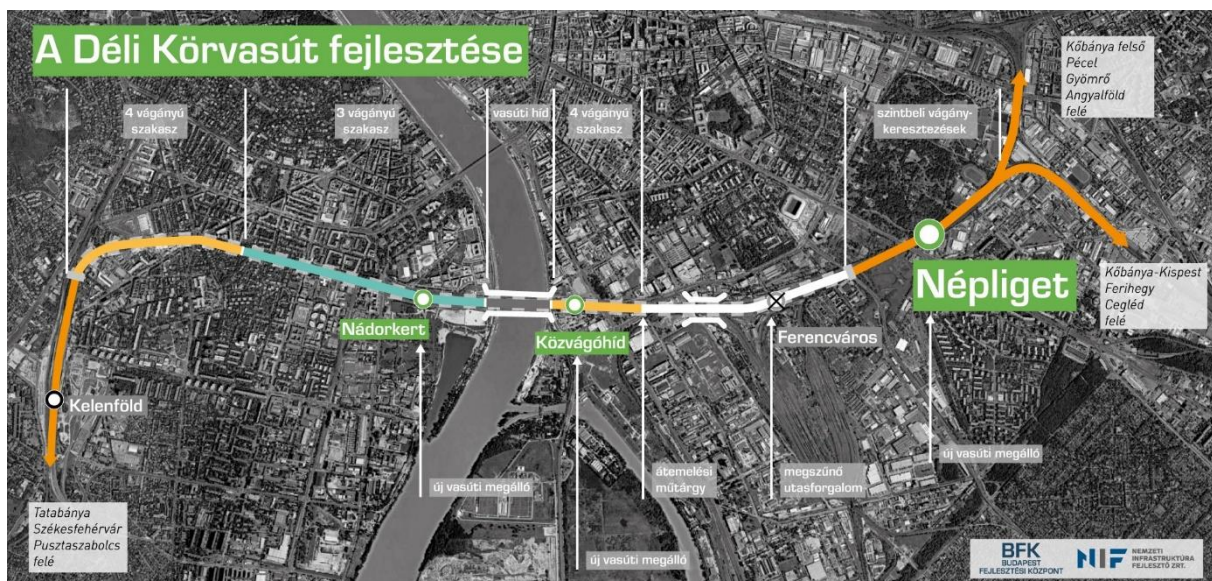 A Déli Körvasút fejlesztése
4 vágányú
szakasz
3 vágányú
szakasz
vasúti híd
4 vágányú
szakasz
szintbeli vágány-
keresztezések
Kőbánya felső
Pécel
Gyömrő
Angyalföld
felé
Kőbánya-Kispest
Ferihegy
Cegléd
felé
Népliget
Ferencváros
Közvágóhíd
Nádorkert
Kelenföld
új vasúti megálló
átemelési
műtárgy
megszűnő
utasforgalom
új vasúti megálló
új vasúti megálló
Tatabánya
Székesfehérvár
Pusztaszabolcs
felé
BFK
BUDAPEST
FEJLESZTÉSI KÖZPONT
NIF
NEMZETI
INFRASTRUKTÚRA
FEJLESZTŐ ZRT.